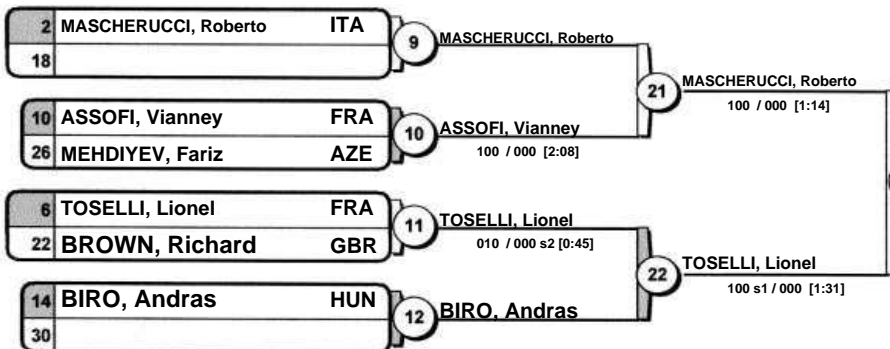 2 MASCHERUCCI, Roberto ITA
18
9
MASCHERUCCI, Roberto
10 ASSOFI, Vianney FRA
26 MEHDIYEV, Fariz AZE
10
ASSOFI, Vianney
100 / 000 [2:08]
21
MASCHERUCCI, Roberto
100 / 000 [1:14]
6 TOSELLI, Lionel FRA
22 BROWN, Richard GBR
11
TOSELLI, Lionel
010 / 000 s2 [0:45]
14 BIRO, Andras HUN
30
12
BIRO, Andras
22
TOSELLI, Lionel
100 s1 / 000 [1:31]